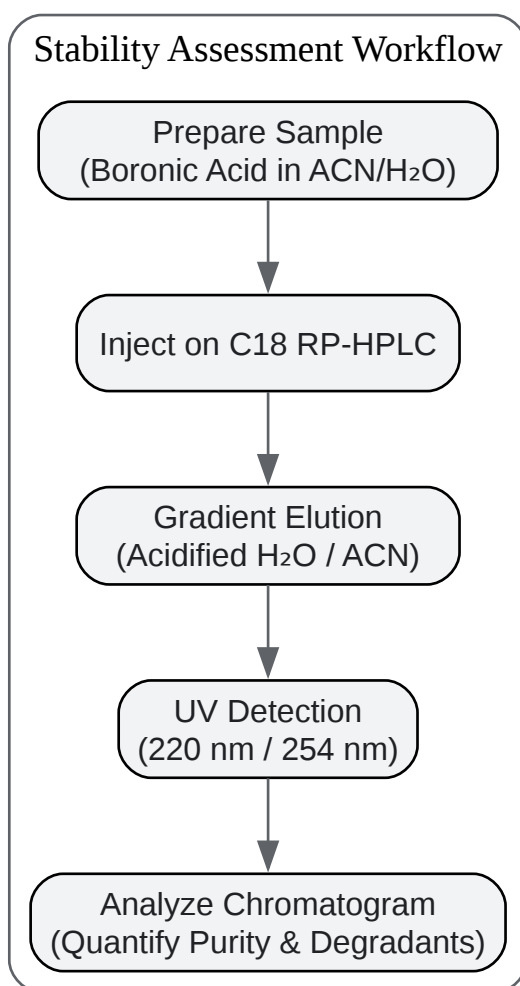 Stability Assessment Workflow
Prepare Sample
(Boronic Acid in ACN/H₂O)
Inject on C18 RP-HPLC
Gradient Elution
(Acidified H₂O / ACN)
UV Detection
(220 nm / 254 nm)
Analyze Chromatogram
(Quantify Purity & Degradants)